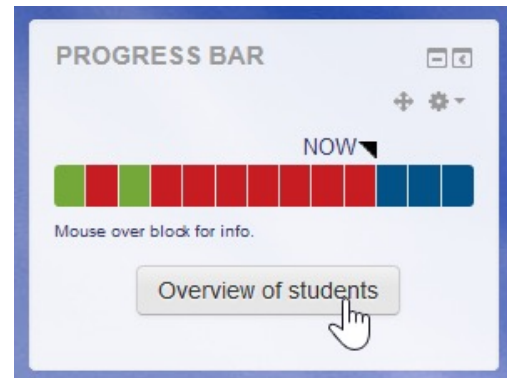 PROGRESS BAR
NOW
Mouse over block for info.
Overview of students